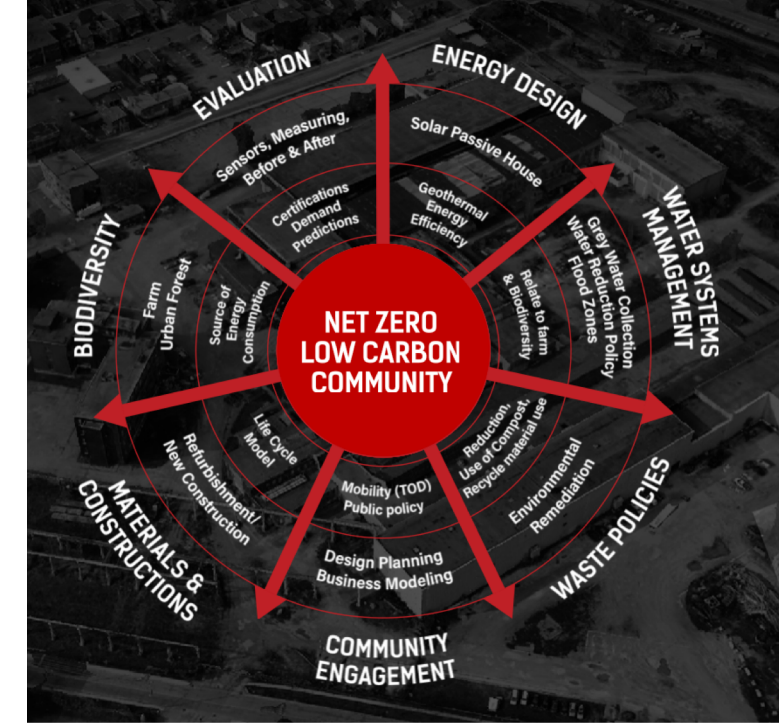 NET ZERO
LOW CARBON
COMMUNITY
ENERGY DESIGN
Solar Passive House
Geothermal
Energy
Efficiency
WATER SYSTEMS
MANAGEMENT
Grey Water Collection
Water Reduction Policy
Flood Zones
Relate to farm
& Biodiversity
WASTE POLICIES
Environmental
Remediation
Reduction,
Use of Compost,
Recycle material use
COMMUNITY
ENGAGEMENT
Design Planning
Business Modeling
Mobility (TOD)
Public policy
MATERIALS &
CONSTRUCTIONS
Refurbishment/
New Construction
Life Cycle
Model
BIODIVERSITY
Farm
Urban Forest
Source of
Energy
Consumption
EVALUATION
Sensors, Measuring,
Before & After
Certifications
Demand
Predictions